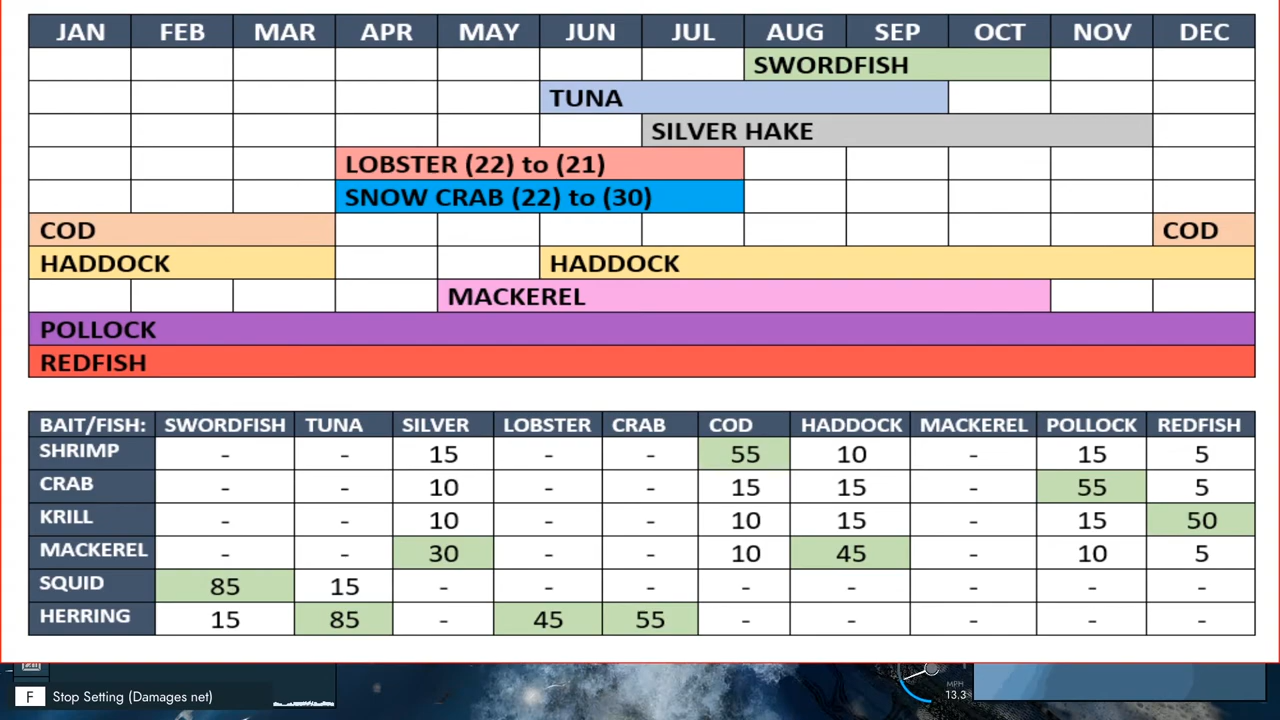 JAN FEB MAR APR MAY JUN JUL AUG SEP OCT NOV DEC
SWORDFISH
TUNA
SILVER HAKE
LOBSTER (22) to (21)
SNOW CRAB (22) to (30)
COD COD
HADDOCK HADDOCK
MACKEREL
POLLOCK
REDFISH
BAIT/FISH: SWORDFISH TUNA SILVER LOBSTER CRAB COD HADDOCK MACKEREL POLLOCK REDFISH
SHRIMP - - 15 - - 55 10 - 15 5
CRAB - - 10 - - 15 15 - 55 5
KRILL - - 10 - - 10 15 - 15 50
MACKEREL - - 30 - - 10 45 - 10 5
SQUID 85 15 - - - - - - - -
HERRING 15 85 - 45 55 - - - - -
F Stop Setting (Damages net)
MPH
13.3